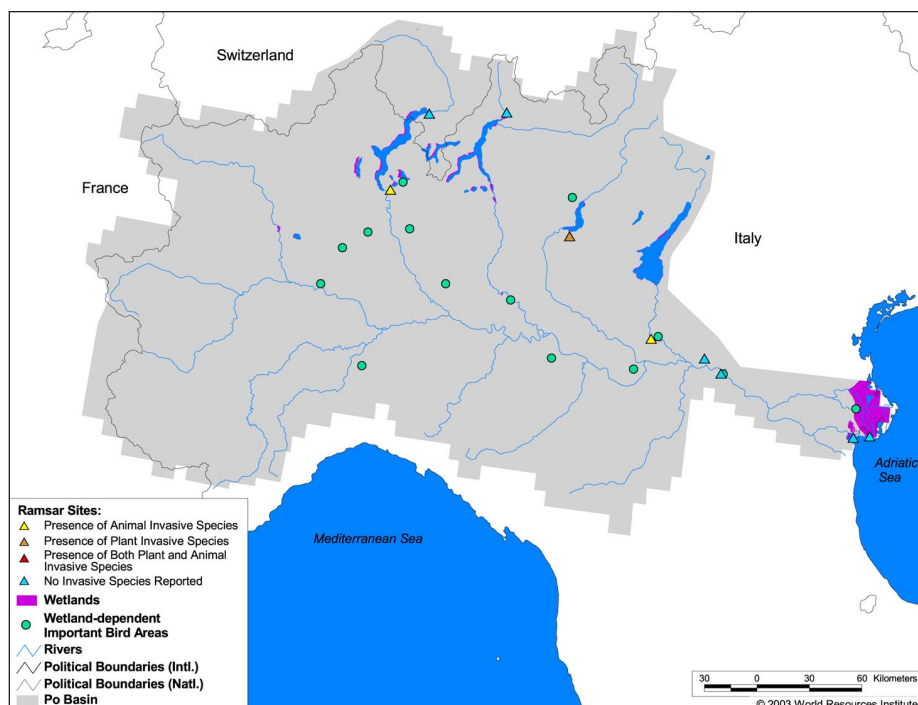 Switzerland
France
Italy
Adriatic
Sea
Mediterranean Sea
Ramsar Sites:
Presence of Animal Invasive Species
Presence of Plant Invasive Species
Presence of Both Plant and Animal
Invasive Species
No Invasive Species Reported
Wetlands
Wetland-dependent
Important Bird Areas
Rivers
Political Boundaries (Intl.)
Political Boundaries (Natl.)
Po Basin
30 0 30 60 Kilometers
© 2003 World Resources Institute